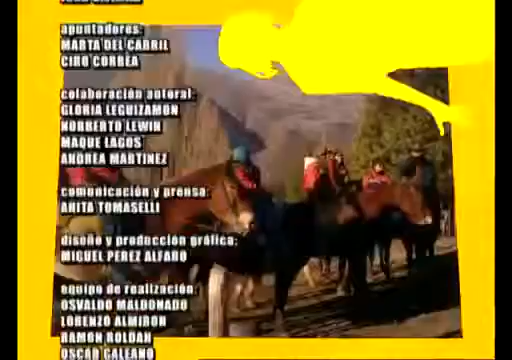 apuntadores:
MARTA DEL CARRIL
CIRO CORREA
colaboración autoral:
GLORIA LEGUIZAMON
NORBERTO LEWIN
MAQUE LAGOS
ANDREA MARTINEZ
comunicación y prensa:
ANITA TOMASELLI
diseño y producción gráfica:
MIGUEL PEREZ ALFARO
equipo de realización:
OSVALDO MALDONADO
LORENZO ALMIRON
RAMON ROLDAN
OSCAR GALEANO